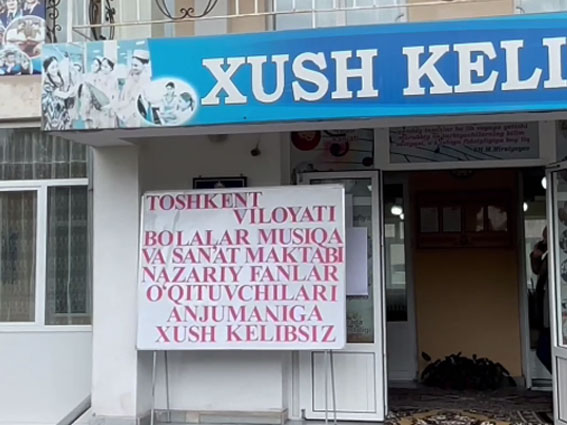 XUSH KELI
TOSHKENT
VILOYATI
BOLALAR MUSIQA
VA SAN'AT MAKTABI
NAZARIY FANLAR
O'QITUVCHILARI
ANJUMANIGA
XUSH KELIBSIZ